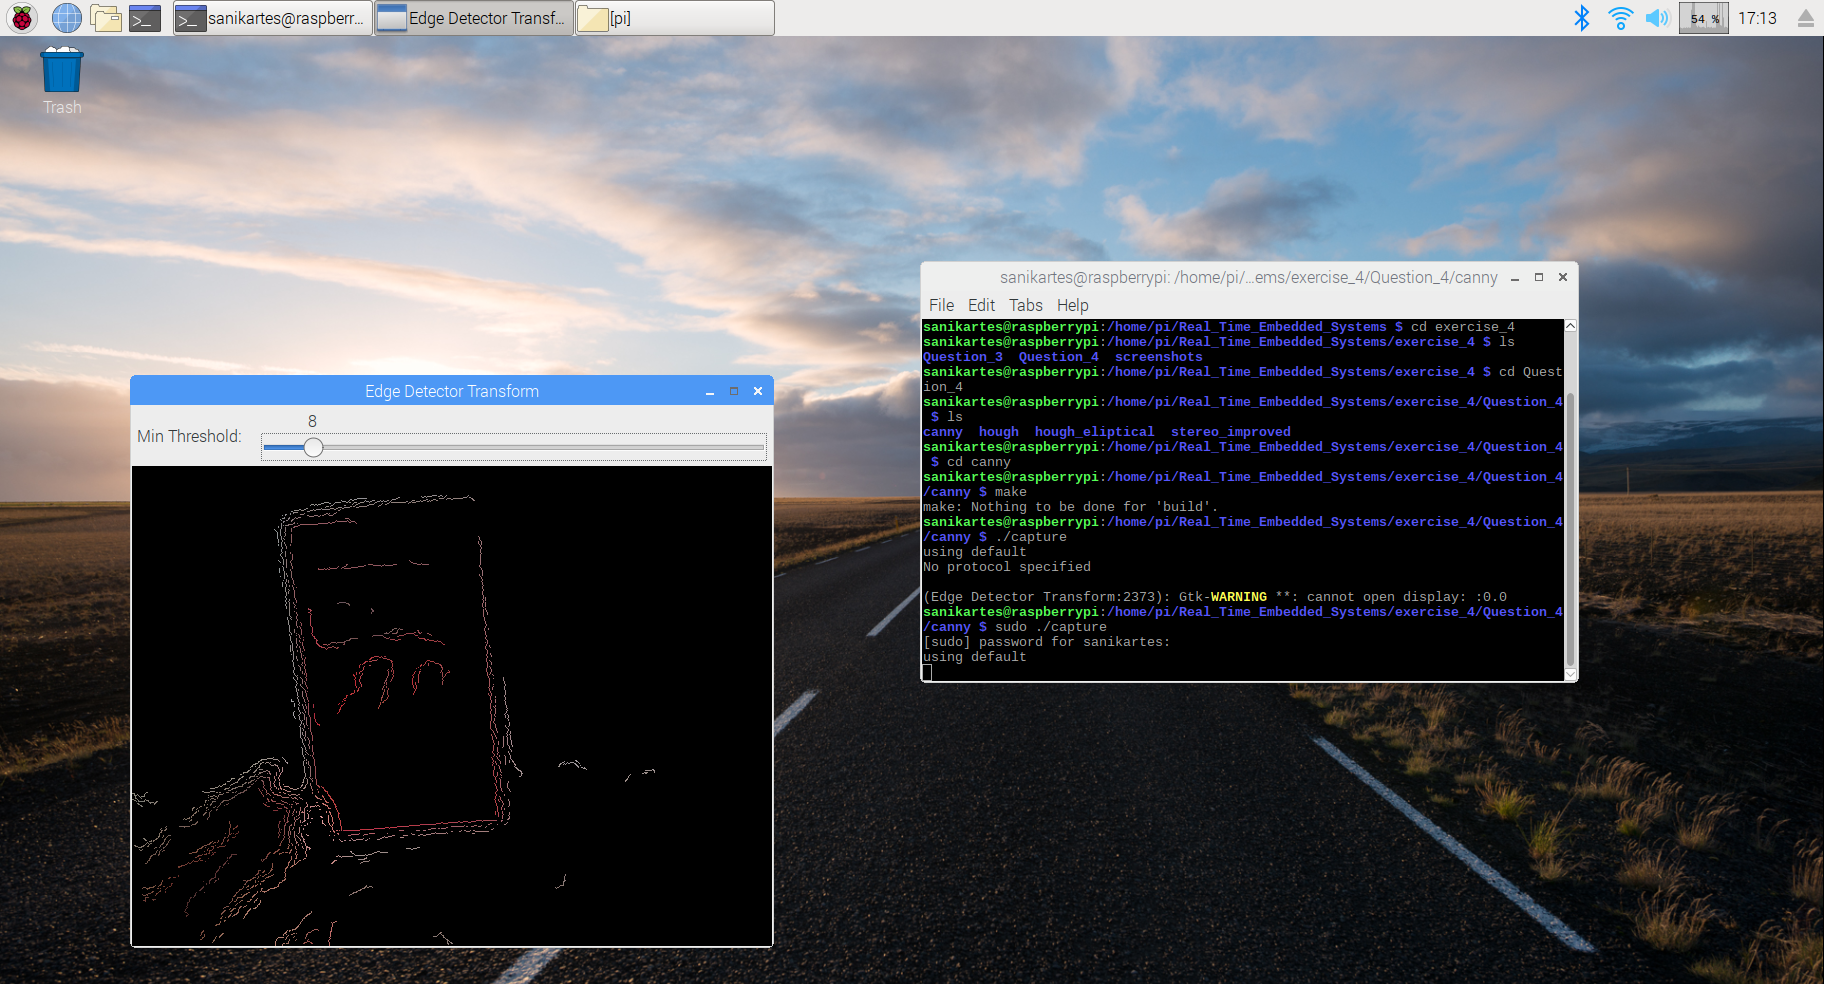 sanikartes@raspberr...
Edge Detector Transf...
[pi]
54 %
17:13
Trash
sanikartes@raspberrypi: /home/pi/...ems/exercise_4/Question_4/canny
File Edit Tabs Help
sanikartes@raspberrypi:/home/pi/Real_Time_Embedded_Systems $ cd exercise_4
sanikartes@raspberrypi:/home/pi/Real_Time_Embedded_Systems/exercise_4 $ ls
Question_3  Question_4  screenshots
sanikartes@raspberrypi:/home/pi/Real_Time_Embedded_Systems/exercise_4 $ cd Quest
ion_4
sanikartes@raspberrypi:/home/pi/Real_Time_Embedded_Systems/exercise_4/Question_4
 $ ls
canny  hough  hough_eliptical  stereo_improved
sanikartes@raspberrypi:/home/pi/Real_Time_Embedded_Systems/exercise_4/Question_4
 $ cd canny
sanikartes@raspberrypi:/home/pi/Real_Time_Embedded_Systems/exercise_4/Question_4
/canny $ make
make: Nothing to be done for 'build'.
sanikartes@raspberrypi:/home/pi/Real_Time_Embedded_Systems/exercise_4/Question_4
/canny $ ./capture
using default
No protocol specified
(Edge Detector Transform:2373): Gtk-WARNING **: cannot open display: :0.0
sanikartes@raspberrypi:/home/pi/Real_Time_Embedded_Systems/exercise_4/Question_4
/canny $ sudo ./capture
[sudo] password for sanikartes:
using default
Edge Detector Transform
8
Min Threshold: